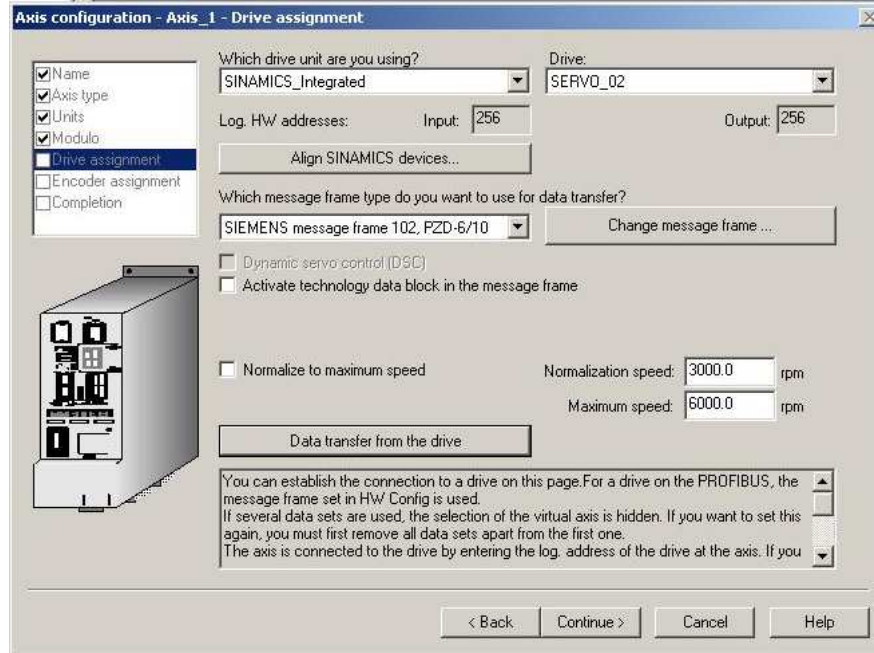 Axis configuration - Axis_1 - Drive assignment
Name
Axis type
Units
Modulo
Drive assignment
Encoder assignment
Completion
Which drive unit are you using?
Drive:
SINAMICS_Integrated
SERVO_02
Log. HW addresses:
Input: 256
Output: 256
Align SINAMICS devices...
Which message frame type do you want to use for data transfer?
SIEMENS message frame 102, PZD-6/10
Change message frame ...
Dynamic servo control (DSC)
Activate technology data block in the message frame
Normalize to maximum speed
Normalization speed: 3000.0 rpm
Maximum speed: 6000.0 rpm
Data transfer from the drive
You can establish the connection to a drive on this page.For a drive on the PROFIBUS, the
message frame set in HW Config is used.
If several data sets are used, the selection of the virtual axis is hidden. If you want to set this
again, you must first remove all data sets apart from the first one.
The axis is connected to the drive by entering the log. address of the drive at the axis. If you
< Back
Continue >
Cancel
Help